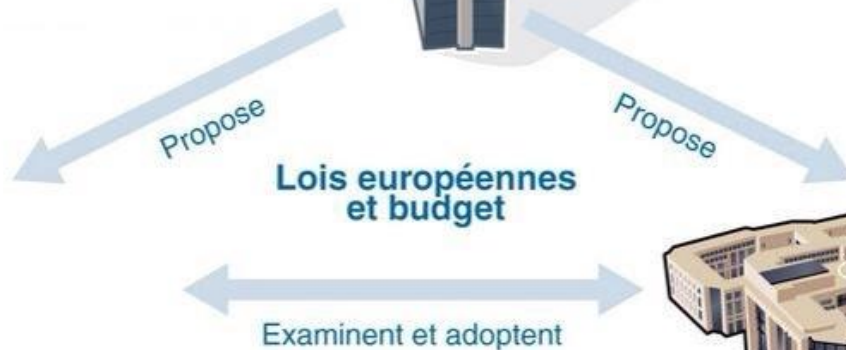 Propose
Propose
Lois européennes
et budget
Examinent et adoptent